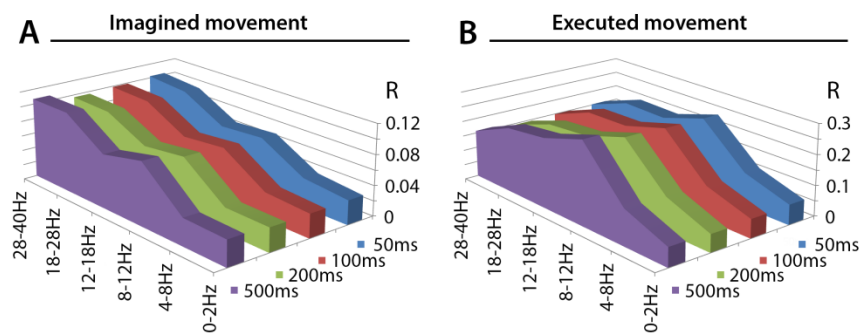 A Imagined movement
R
0.12
0.08
0.04
0
28-40Hz
18-28Hz
12-18Hz
8-12Hz
4-8Hz
0-2Hz
50ms
100ms
200ms
500ms
B Executed movement
R
0.3
0.2
0.1
0
28-40Hz
18-28Hz
12-18Hz
8-12Hz
4-8Hz
0-2Hz
50ms
100ms
200ms
500ms